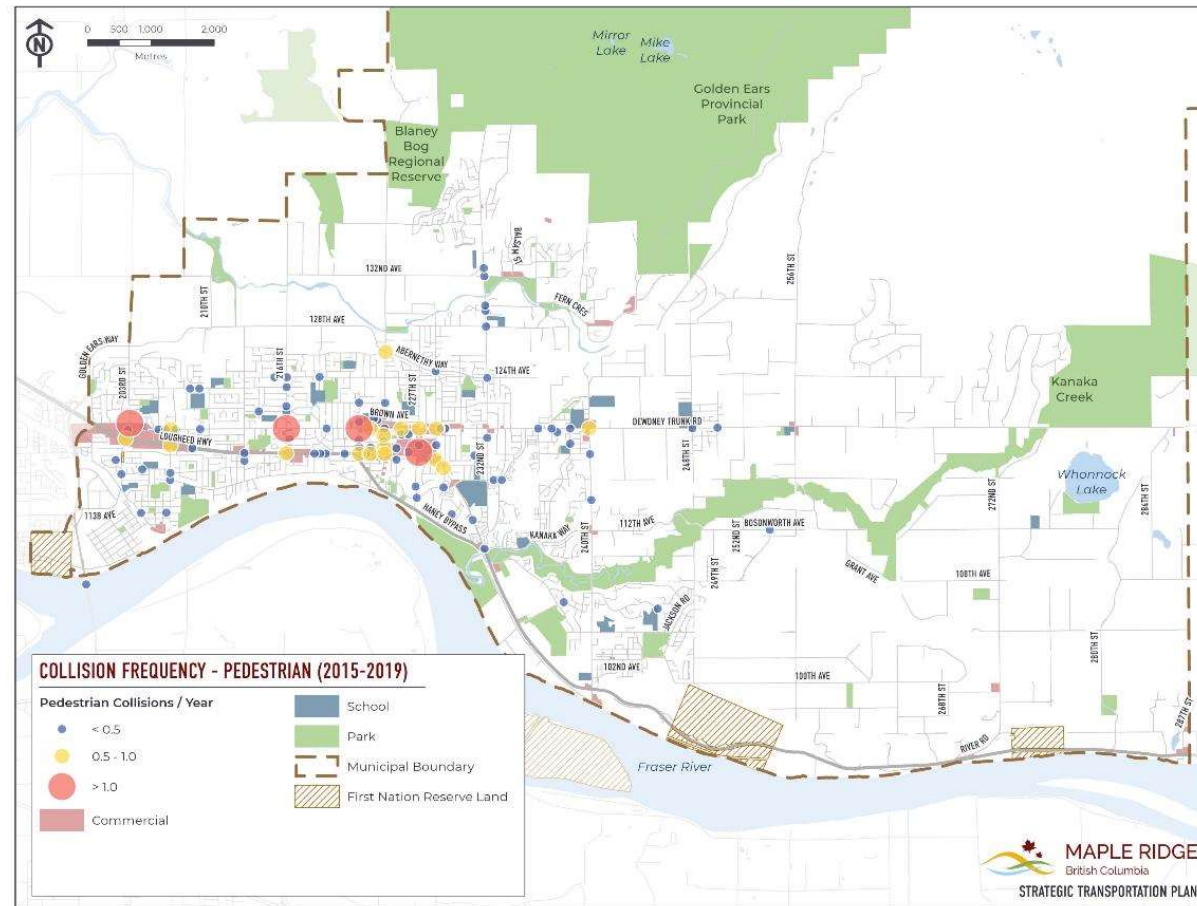 N
0 500 1,000 2,000
Metres
Mirror
Lake
Mike
Lake
Golden Ears
Provincial
Park
Blaney
Bog
Regional
Reserve
BALSAM ST
132ND AVE
210TH ST
FERN CRES
256TH ST
128TH AVE
GOLDEN EARS WAY
ABERNETHY WAY
216TH ST
124TH AVE
203RD ST
227TH ST
Kanaka
Creek
BROWN AVE
DEWDNEY TRUNK RD
LOUGHEED HWY
232ND ST
248TH ST
Whonnock
Lake
272ND ST
284TH ST
113B AVE
HANEY BYPASS
240TH ST
112TH AVE
KANAKA WAY
252ND ST
BOSONWORTH AVE
249TH ST
GRANT AVE
108TH AVE
JACKSON RD
102ND AVE
100TH AVE
280TH ST
268TH ST
287TH ST
RIVER RD
Fraser River
COLLISION FREQUENCY - PEDESTRIAN (2015-2019)
Pedestrian Collisions / Year
< 0.5
0.5 - 1.0
> 1.0
Commercial
School
Park
Municipal Boundary
First Nation Reserve Land
MAPLE RIDGE
British Columbia
STRATEGIC TRANSPORTATION PLAN